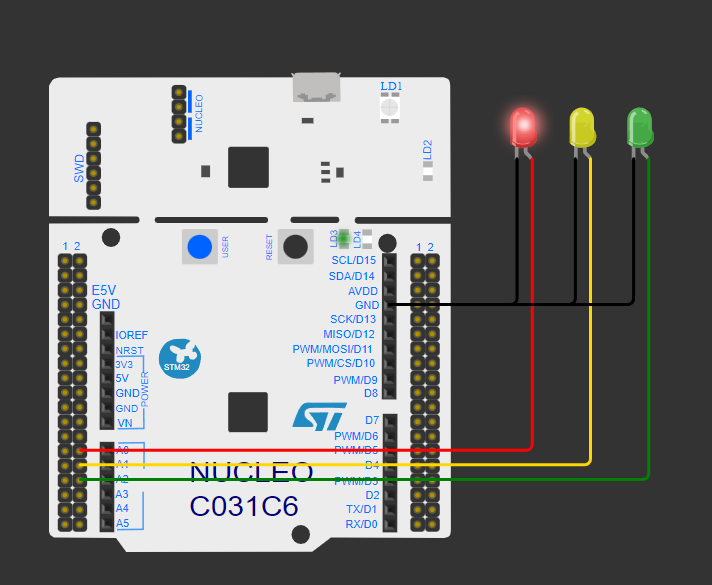 LD1
NUCLEO
LD2
SWD
USER
RESET
LD3
LD4
1 2
1 2
E5V
GND
IOREF
NRST
3V3
5V
GND
GND
VN
POWER
A0
A1
A2
A3
A4
A5
STM32
SCL/D15
SDA/D14
AVDD
GND
SCK/D13
MISO/D12
PWM/MOSI/D11
PWM/CS/D10
PWM/D9
D8
D7
PWM/D6
PWM/D5
D4
PWM/D3
D2
TX/D1
RX/D0
ST
NUCLEO
C031C6